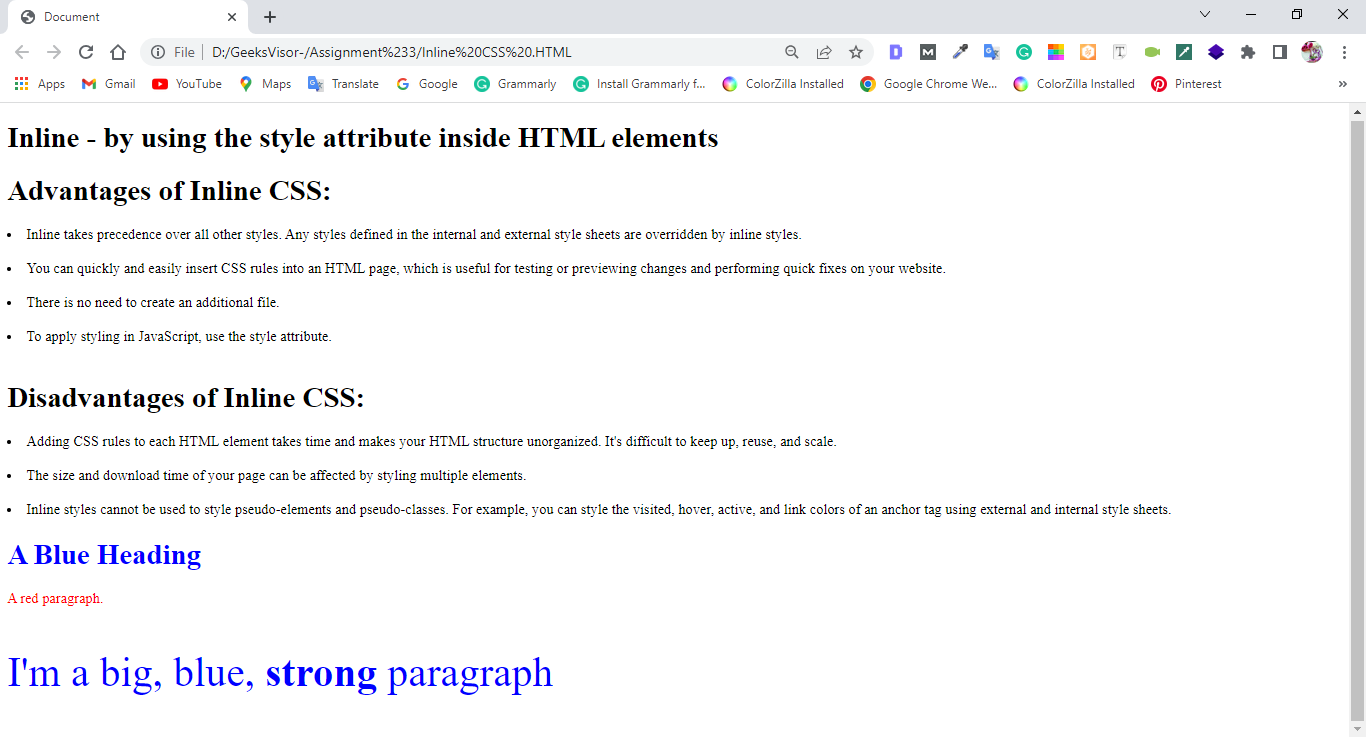 Document
File D:/GeeksVisor-/Assignment%233/Inline%20CSS%20.HTML
Apps Gmail YouTube Maps Translate Google Grammarly Install Grammarly f... ColorZilla Installed Google Chrome We... ColorZilla Installed Pinterest »
Inline - by using the style attribute inside HTML elements
Advantages of Inline CSS:
• Inline takes precedence over all other styles. Any styles defined in the internal and external style sheets are overridden by inline styles.
• You can quickly and easily insert CSS rules into an HTML page, which is useful for testing or previewing changes and performing quick fixes on your website.
• There is no need to create an additional file.
• To apply styling in JavaScript, use the style attribute.
Disadvantages of Inline CSS:
• Adding CSS rules to each HTML element takes time and makes your HTML structure unorganized. It's difficult to keep up, reuse, and scale.
• The size and download time of your page can be affected by styling multiple elements.
• Inline styles cannot be used to style pseudo-elements and pseudo-classes. For example, you can style the visited, hover, active, and link colors of an anchor tag using external and internal style sheets.
A Blue Heading
A red paragraph.
I'm a big, blue, strong paragraph